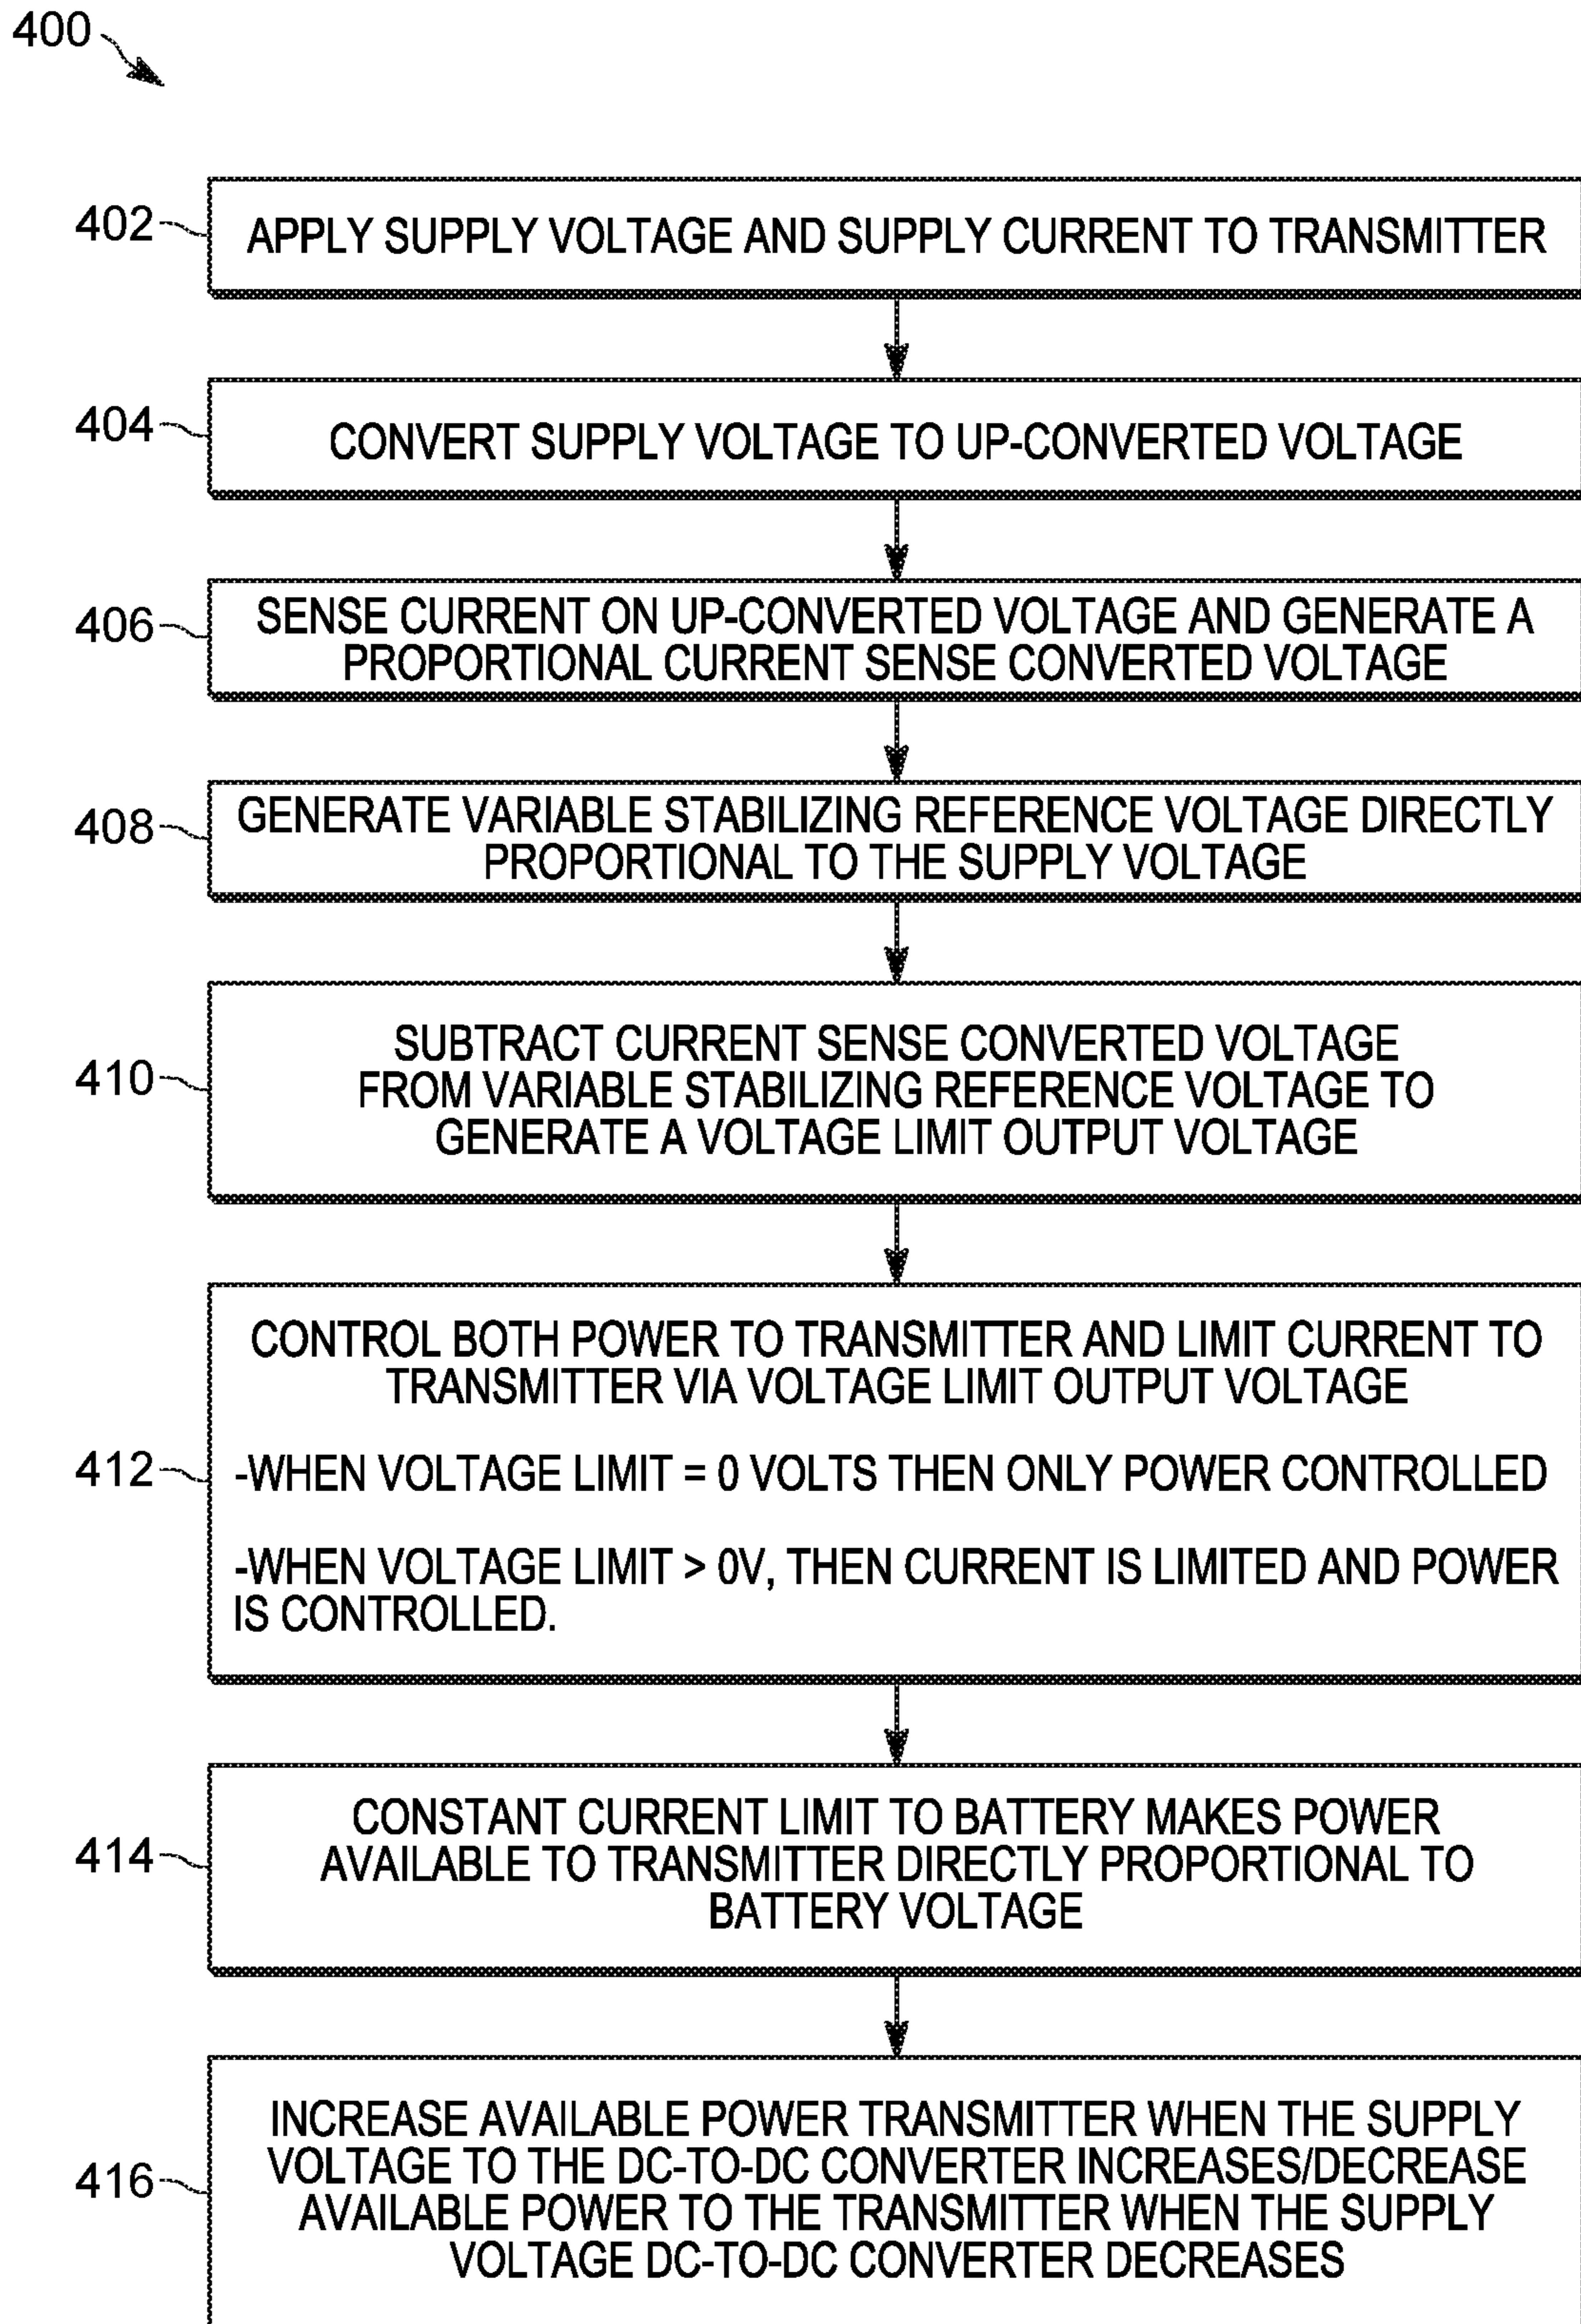 400
402
APPLY SUPPLY VOLTAGE AND SUPPLY CURRENT TO TRANSMITTER
404
CONVERT SUPPLY VOLTAGE TO UP-CONVERTED VOLTAGE
406
SENSE CURRENT ON UP-CONVERTED VOLTAGE AND GENERATE A
PROPORTIONAL CURRENT SENSE CONVERTED VOLTAGE
408
GENERATE VARIABLE STABILIZING REFERENCE VOLTAGE DIRECTLY
PROPORTIONAL TO THE SUPPLY VOLTAGE
410
SUBTRACT CURRENT SENSE CONVERTED VOLTAGE
FROM VARIABLE STABILIZING REFERENCE VOLTAGE TO
GENERATE A VOLTAGE LIMIT OUTPUT VOLTAGE
412
CONTROL BOTH POWER TO TRANSMITTER AND LIMIT CURRENT TO
TRANSMITTER VIA VOLTAGE LIMIT OUTPUT VOLTAGE
-WHEN VOLTAGE LIMIT = 0 VOLTS THEN ONLY POWER CONTROLLED
-WHEN VOLTAGE LIMIT > 0V, THEN CURRENT IS LIMITED AND POWER
IS CONTROLLED.
414
CONSTANT CURRENT LIMIT TO BATTERY MAKES POWER
AVAILABLE TO TRANSMITTER DIRECTLY PROPORTIONAL TO
BATTERY VOLTAGE
416
INCREASE AVAILABLE POWER TRANSMITTER WHEN THE SUPPLY
VOLTAGE TO THE DC-TO-DC CONVERTER INCREASES/DECREASE
AVAILABLE POWER TO THE TRANSMITTER WHEN THE SUPPLY
VOLTAGE DC-TO-DC CONVERTER DECREASES